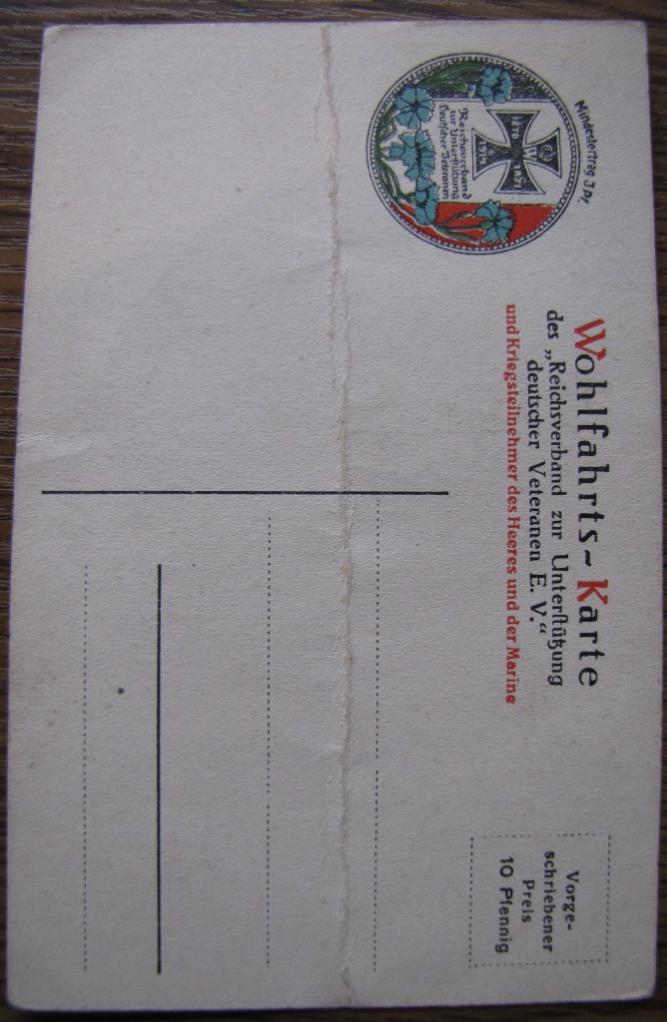 Mindestertrag 3 Pf.
W
1870 1871
1914
Reichsverband
zur Unterstützung
Deutscher Veteranen
Wohlfahrts-Karte
des „Reichsverband zur Unterſtützung
deutscher Veteranen E. V.“
und Kriegsteilnehmer des Heeres und der Marine
Vorge-
schriebener
Preis
10 Pfennig